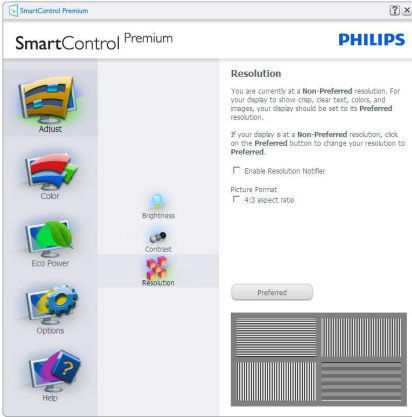 SmartControl Premium
SmartControl Premium
PHILIPS
Adjust
Color
Eco Power
Options
Help
Brightness
Contrast
Resolution
Resolution
You are currently at a Non-Preferred resolution. For
your display to show crisp, clear text, colors, and
images, your display should be set to its Preferred
resolution.
If your display is at a Non-Preferred resolution, click
on the Preferred button to change your resolution to
Preferred.
Enable Resolution Notifier
Picture Format
4:3 aspect ratio
Preferred